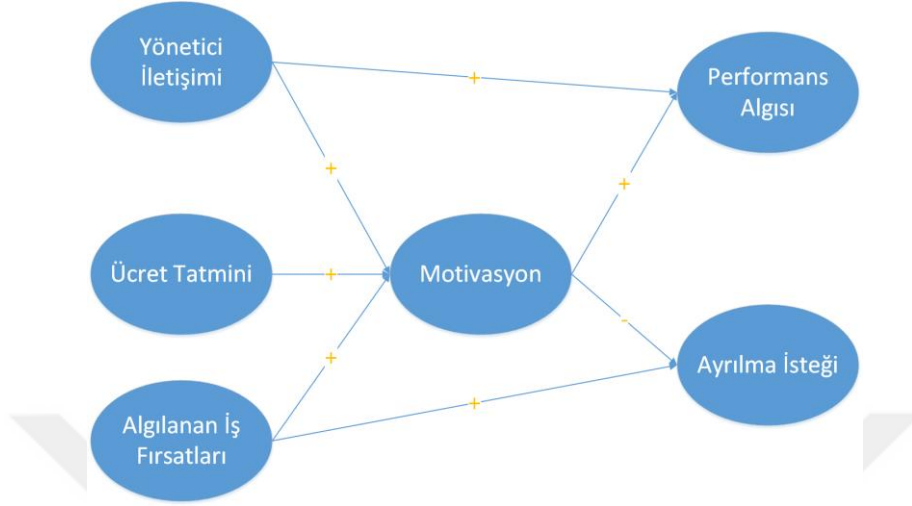 Yönetici
İletişimi
Performans
Algısı
+
+
+
Ücret Tatmini
+
Motivasyon
-
+
Ayrılma İsteği
+
Algılanan İş
Fırsatları